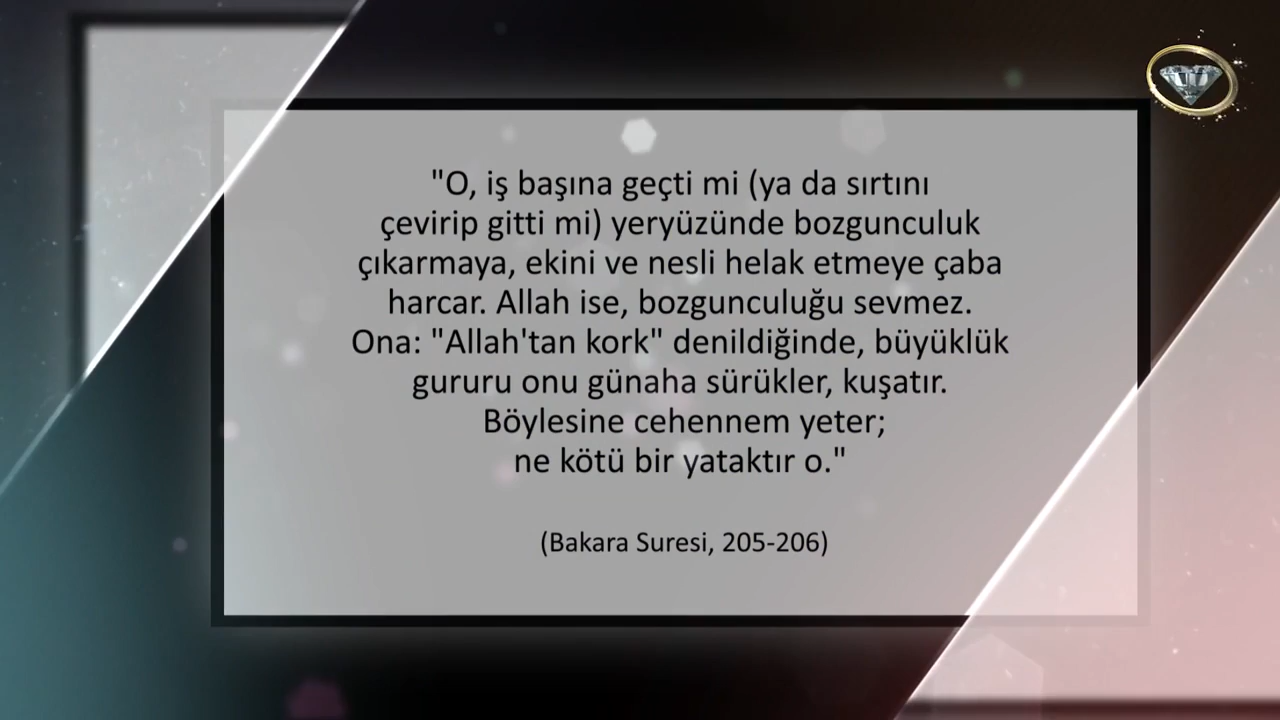 "O, iş başına geçti mi (ya da sırtını
çevirip gitti mi) yeryüzünde bozgunculuk
çıkarmaya, ekini ve nesli helak etmeye çaba
harcar. Allah ise, bozgunculuğu sevmez.
Ona: "Allah'tan kork" denildiğinde, büyüklük
gururu onu günaha sürükler, kuşatır.
Böylesine cehennem yeter;
ne kötü bir yataktır o."
(Bakara Suresi, 205-206)